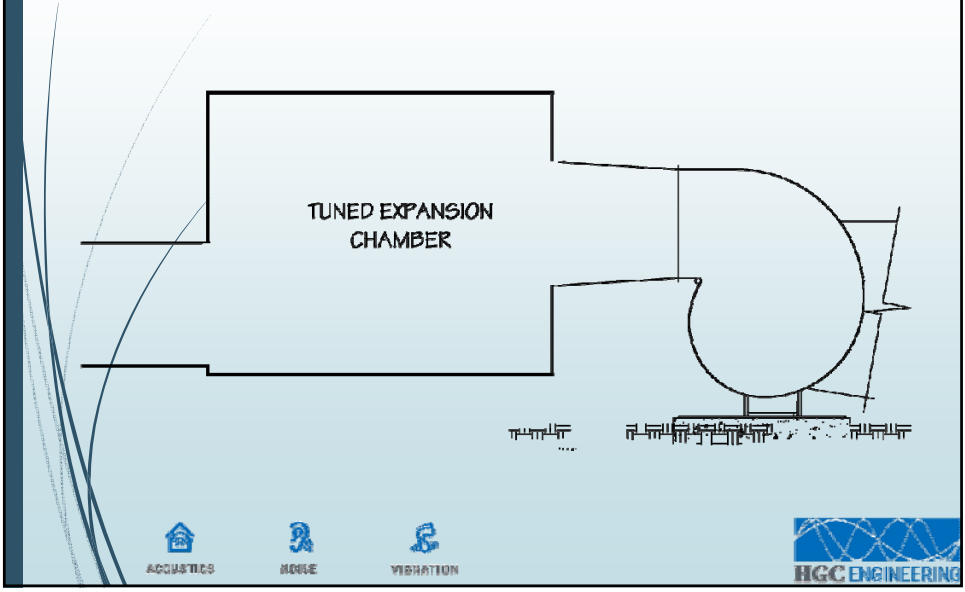 TUNED EXPANSION
CHAMBER
ACOUSTICS
NOISE
VIBRATION
HGC ENGINEERING